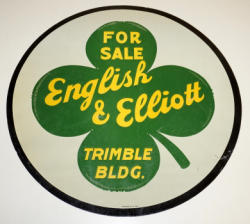 FOR
SALE
English
& Elliott
TRIMBLE
BLDG.